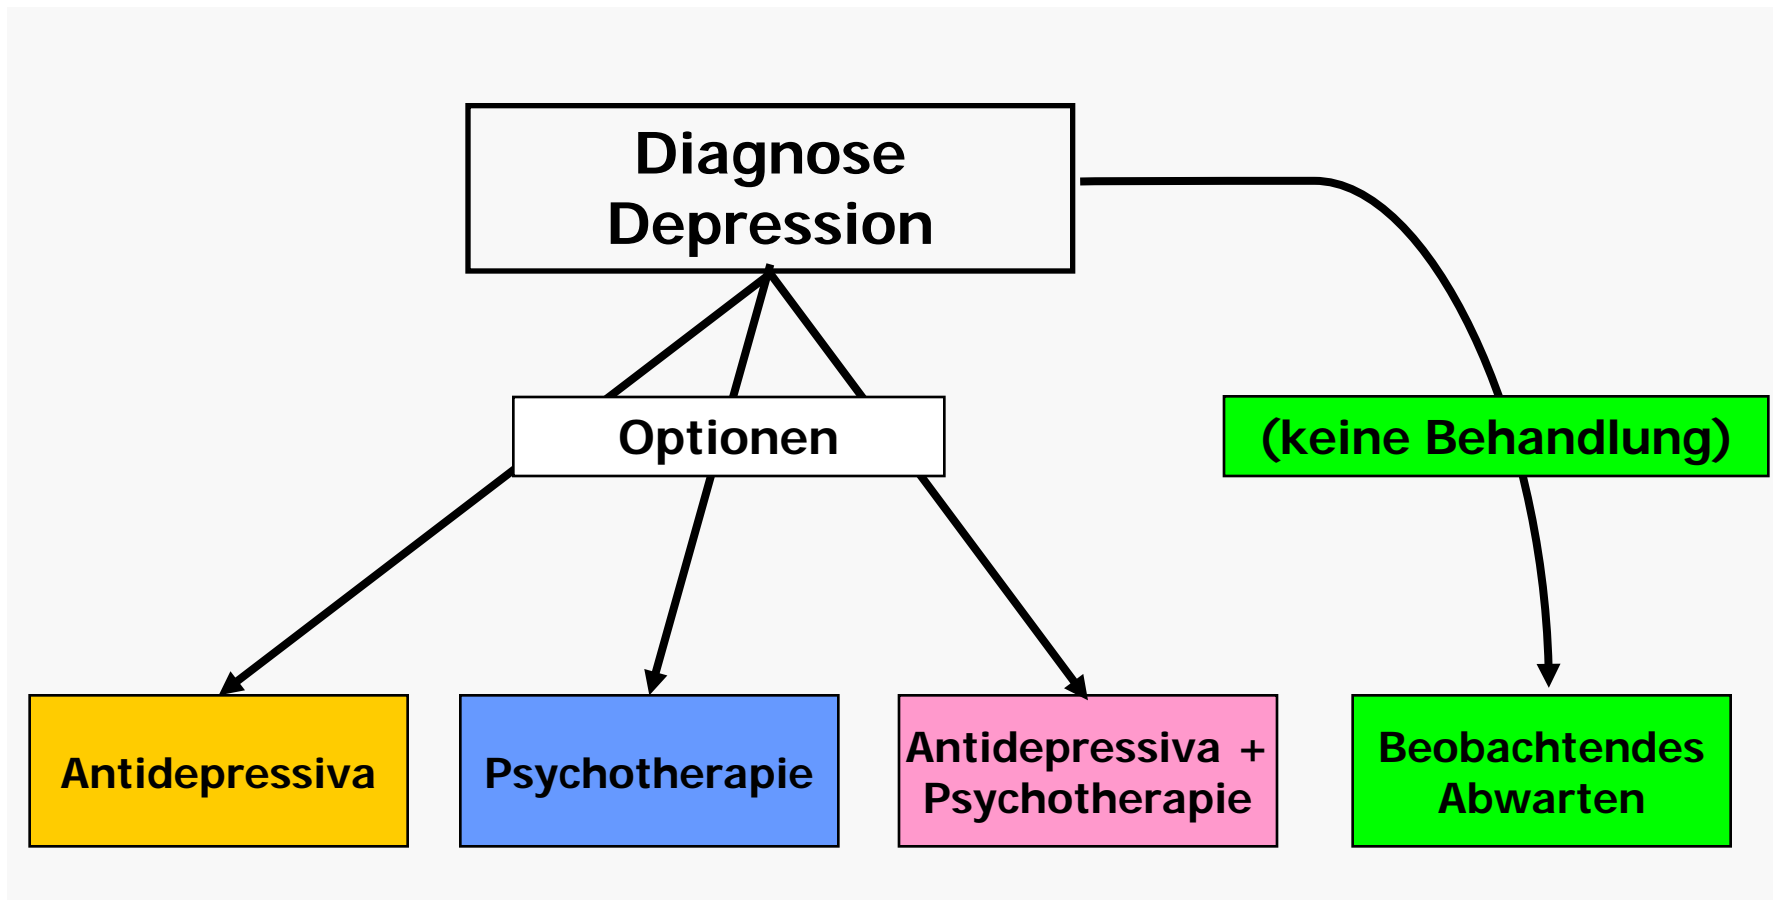 Diagnose
Depression
Optionen
(keine Behandlung)
Antidepressiva
Psychotherapie
Antidepressiva +
Psychotherapie
Beobachtendes
Abwarten